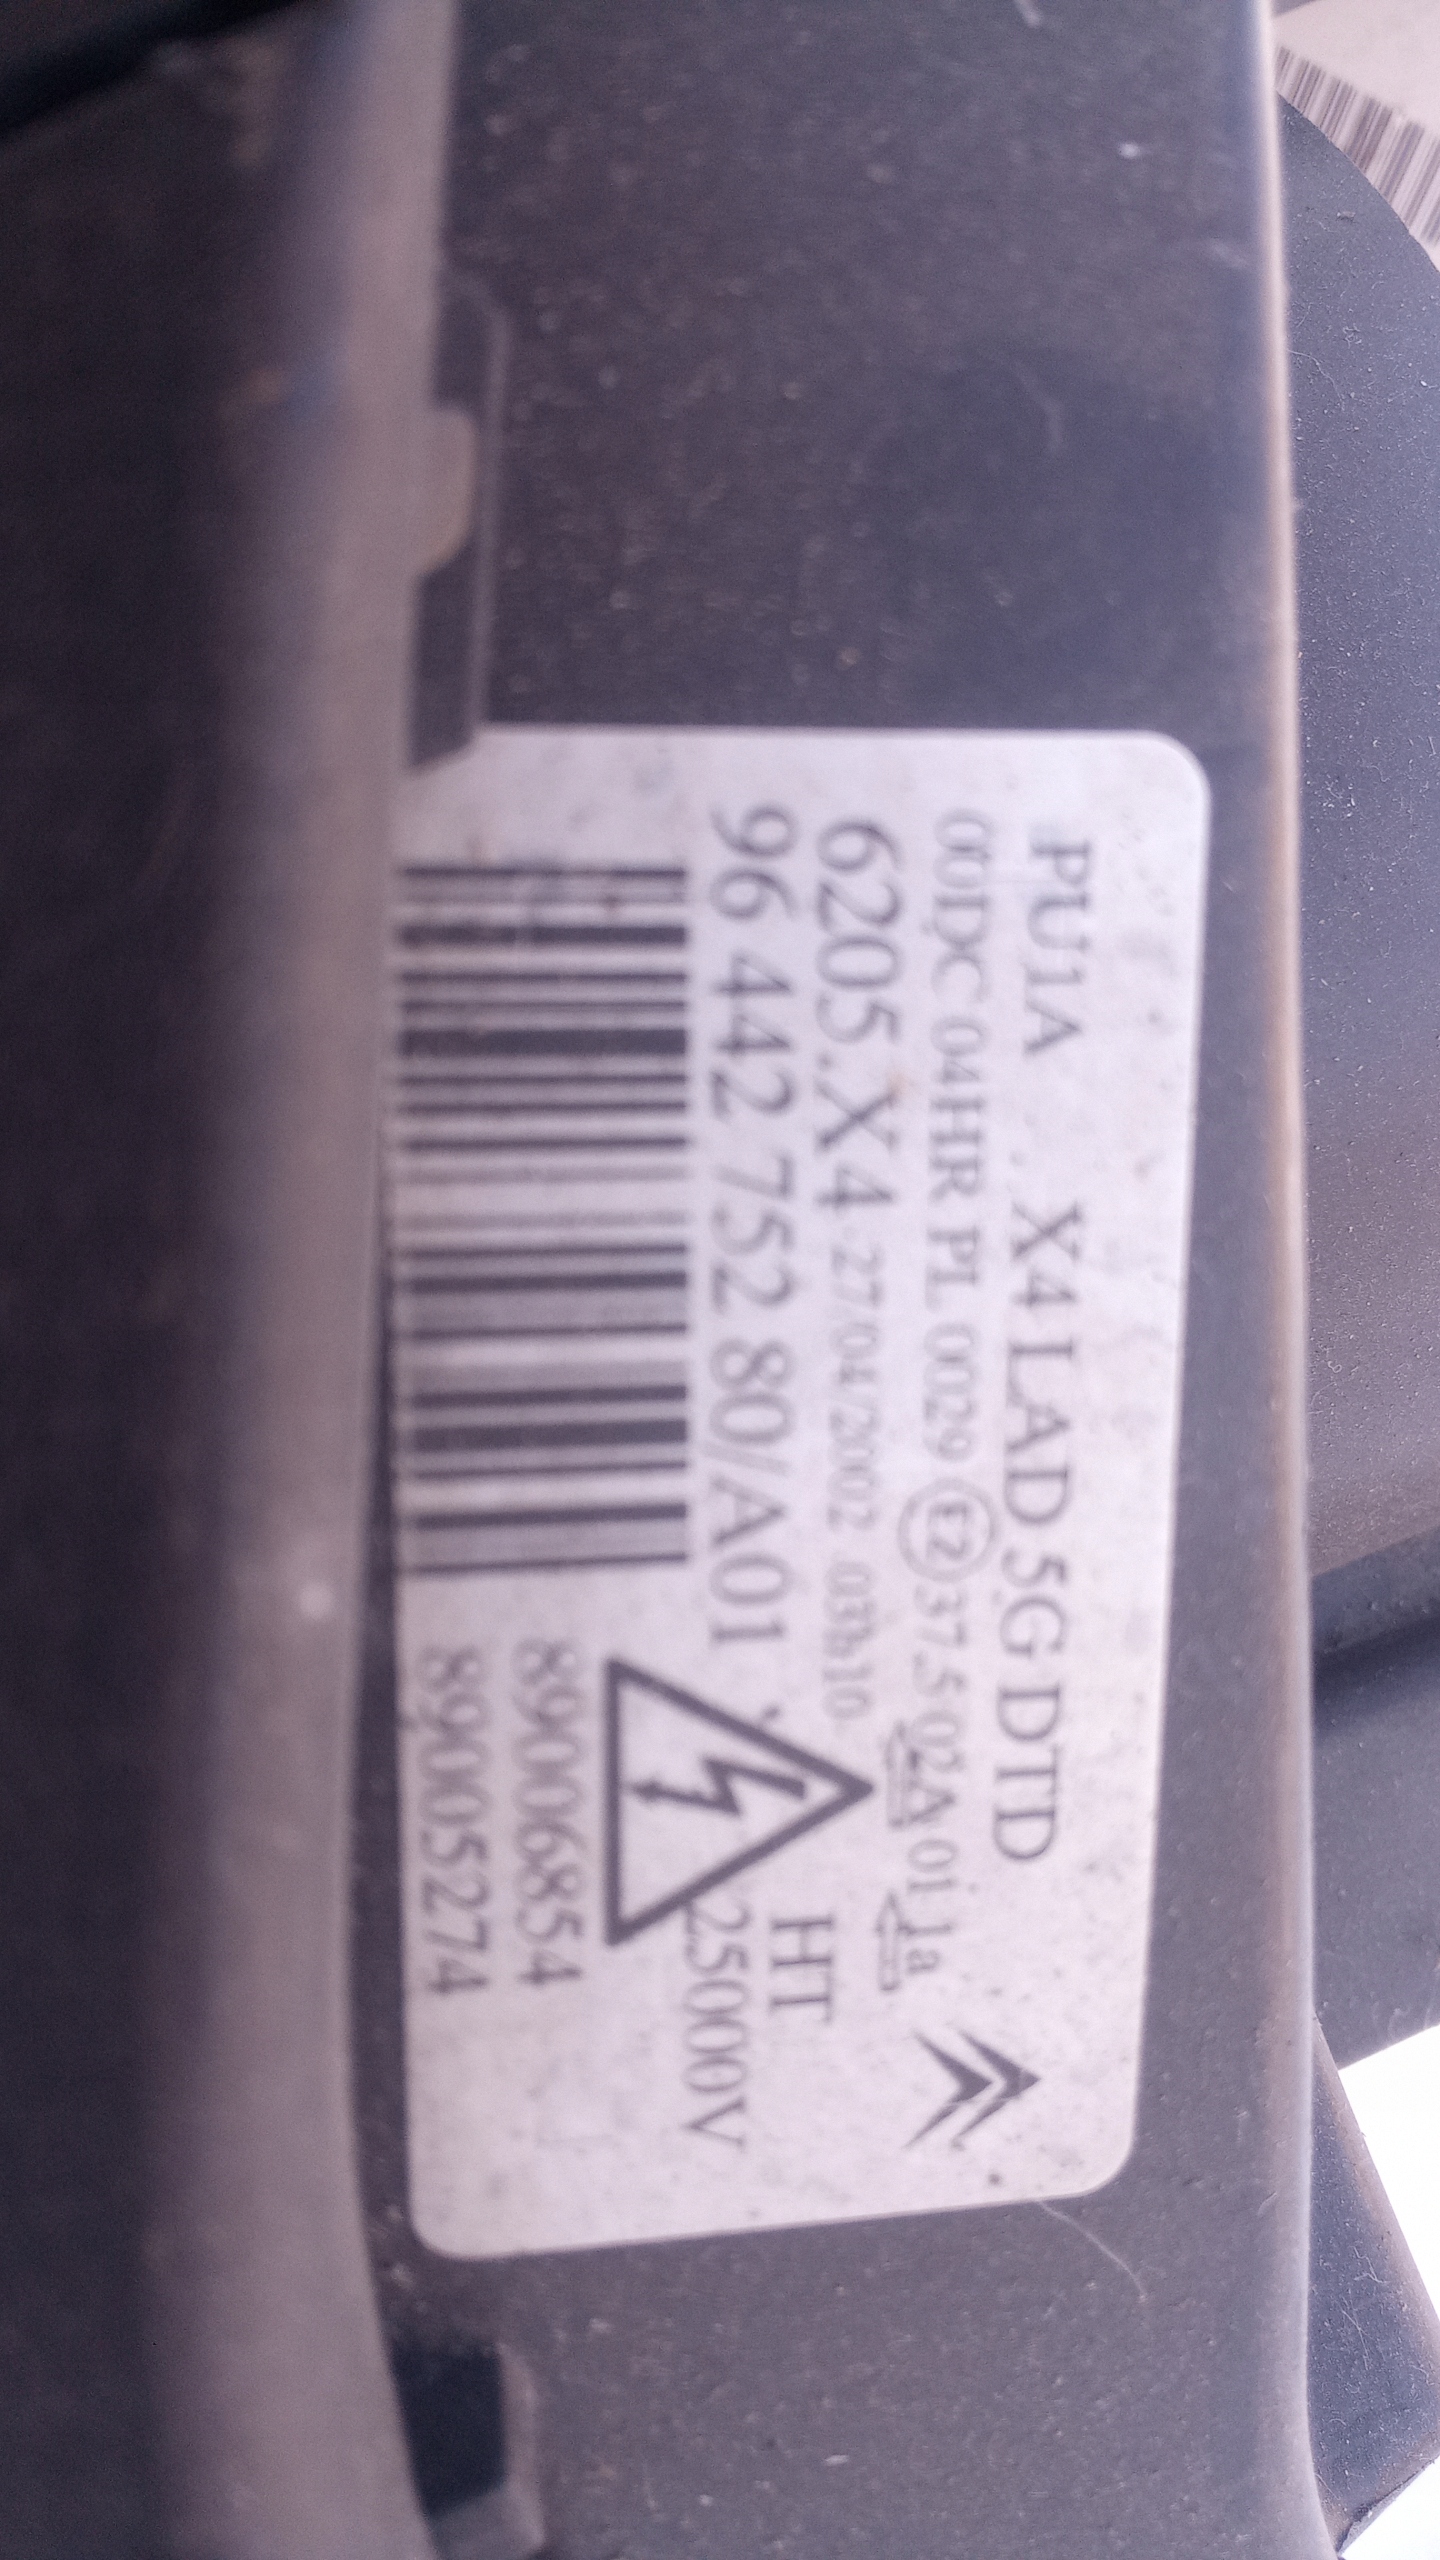 PU1A X4 LAD 5G DTD
00DC 04HR PL 0029 E2 37.5 02A 01 1a
6205.X4 27/04/2002 03h10
96 442 752 80/A01
HT
25000V
89006854
89005274